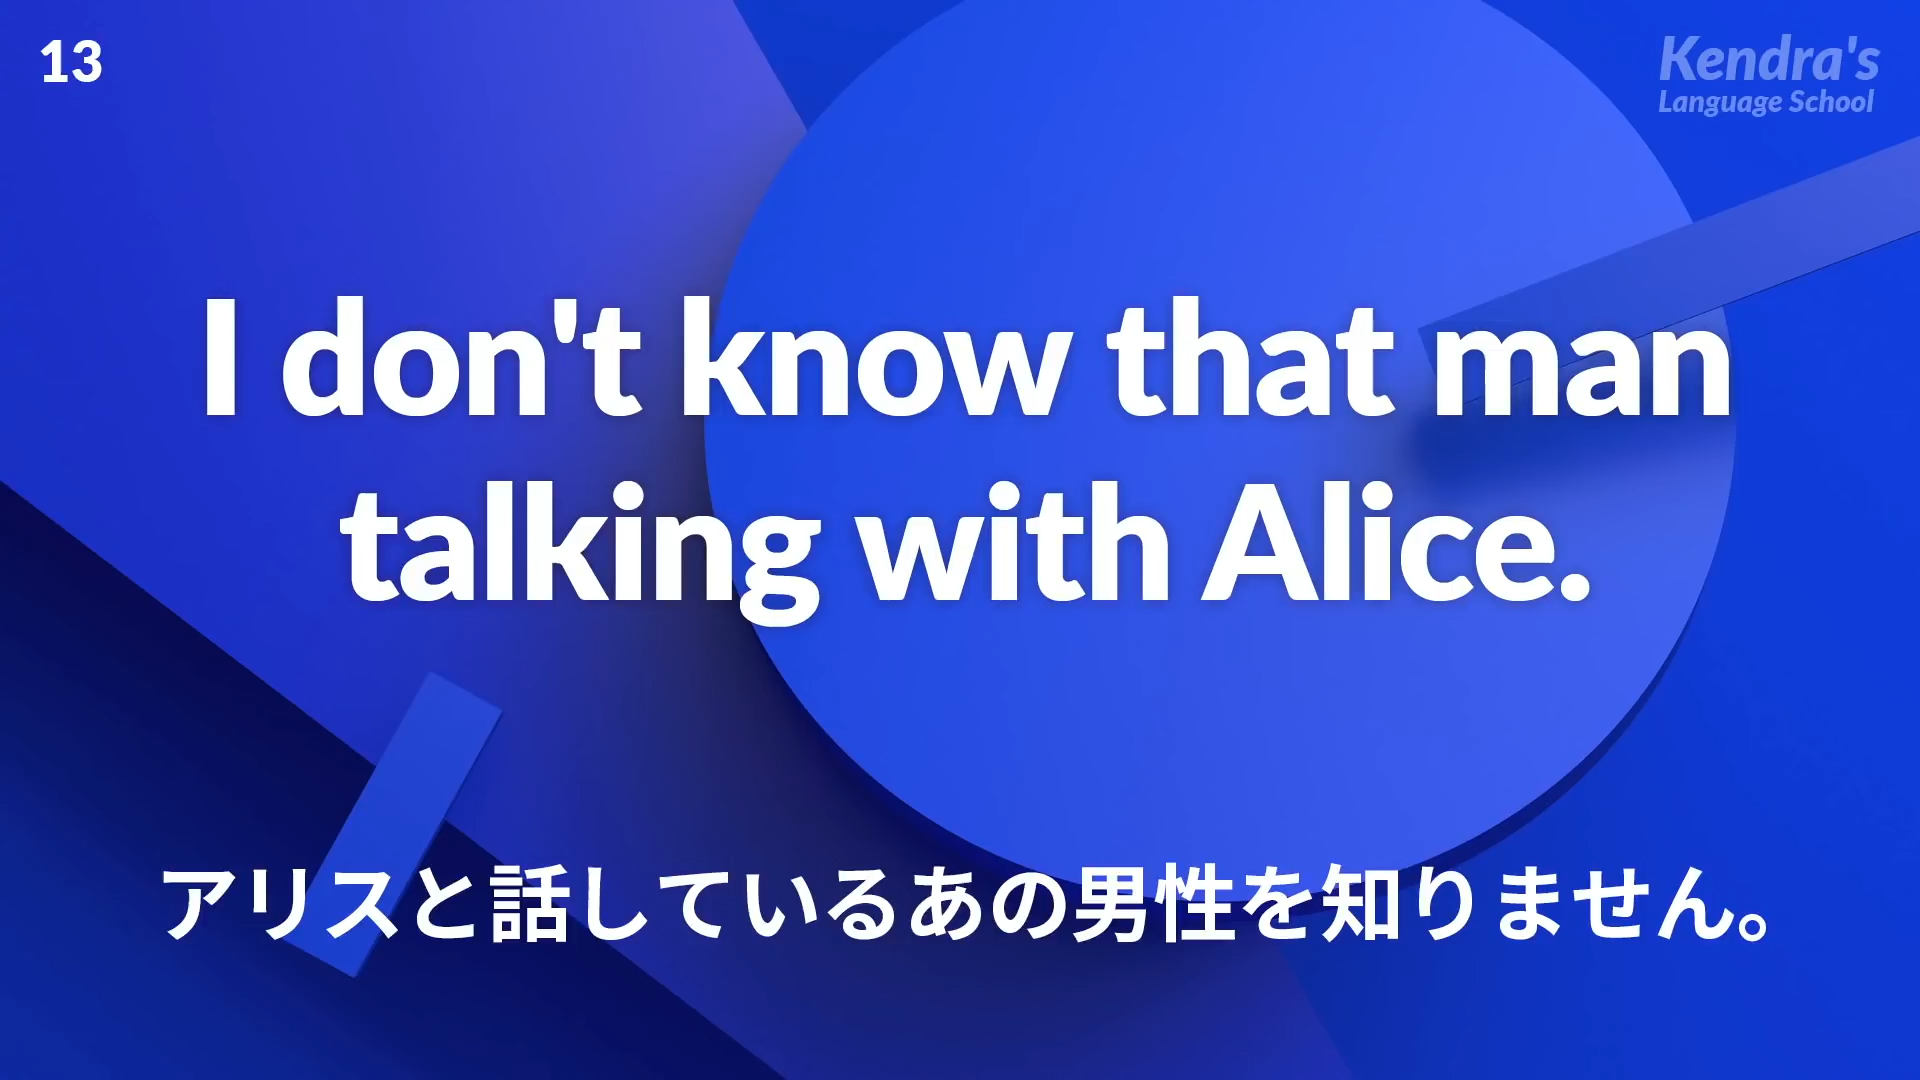 13
Kendra's
Language School
I don't know that man
talking with Alice.
アリスと話しているあの男性を知りません。